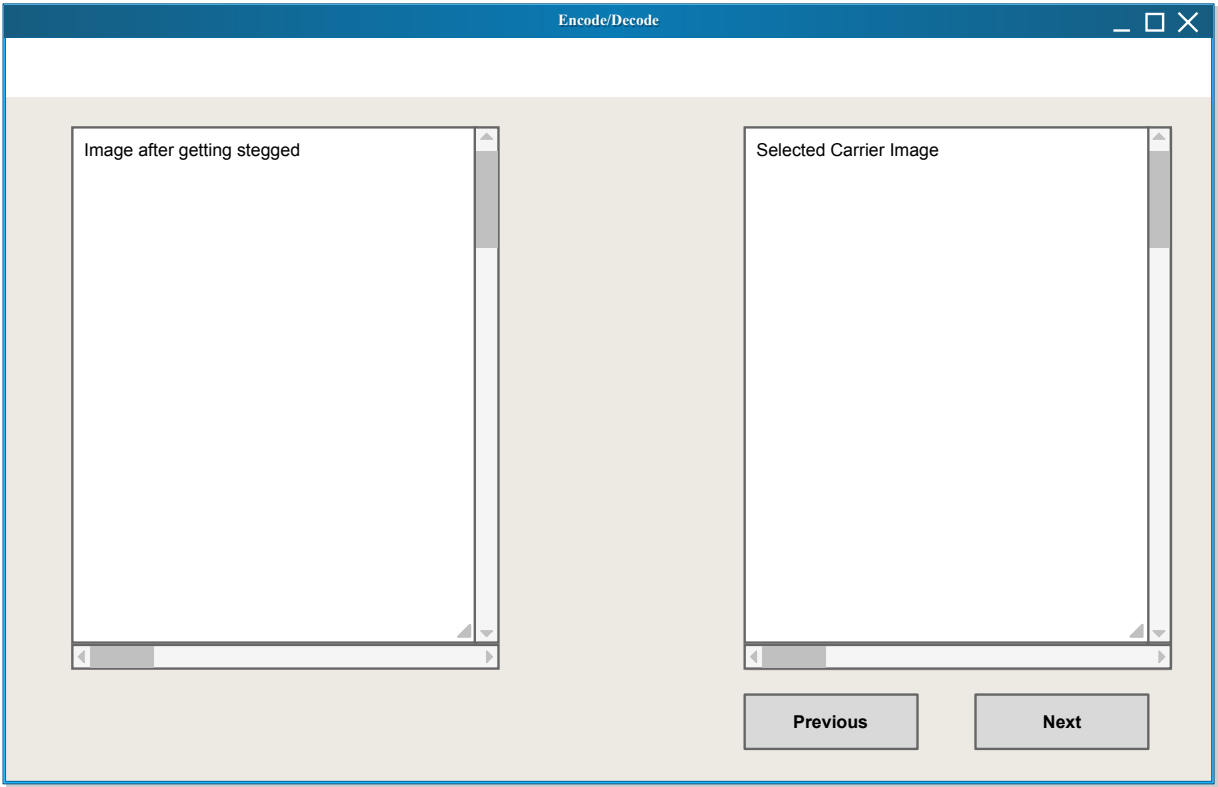 Encode/Decode
Image after getting stegged
Selected Carrier Image
Previous
Next